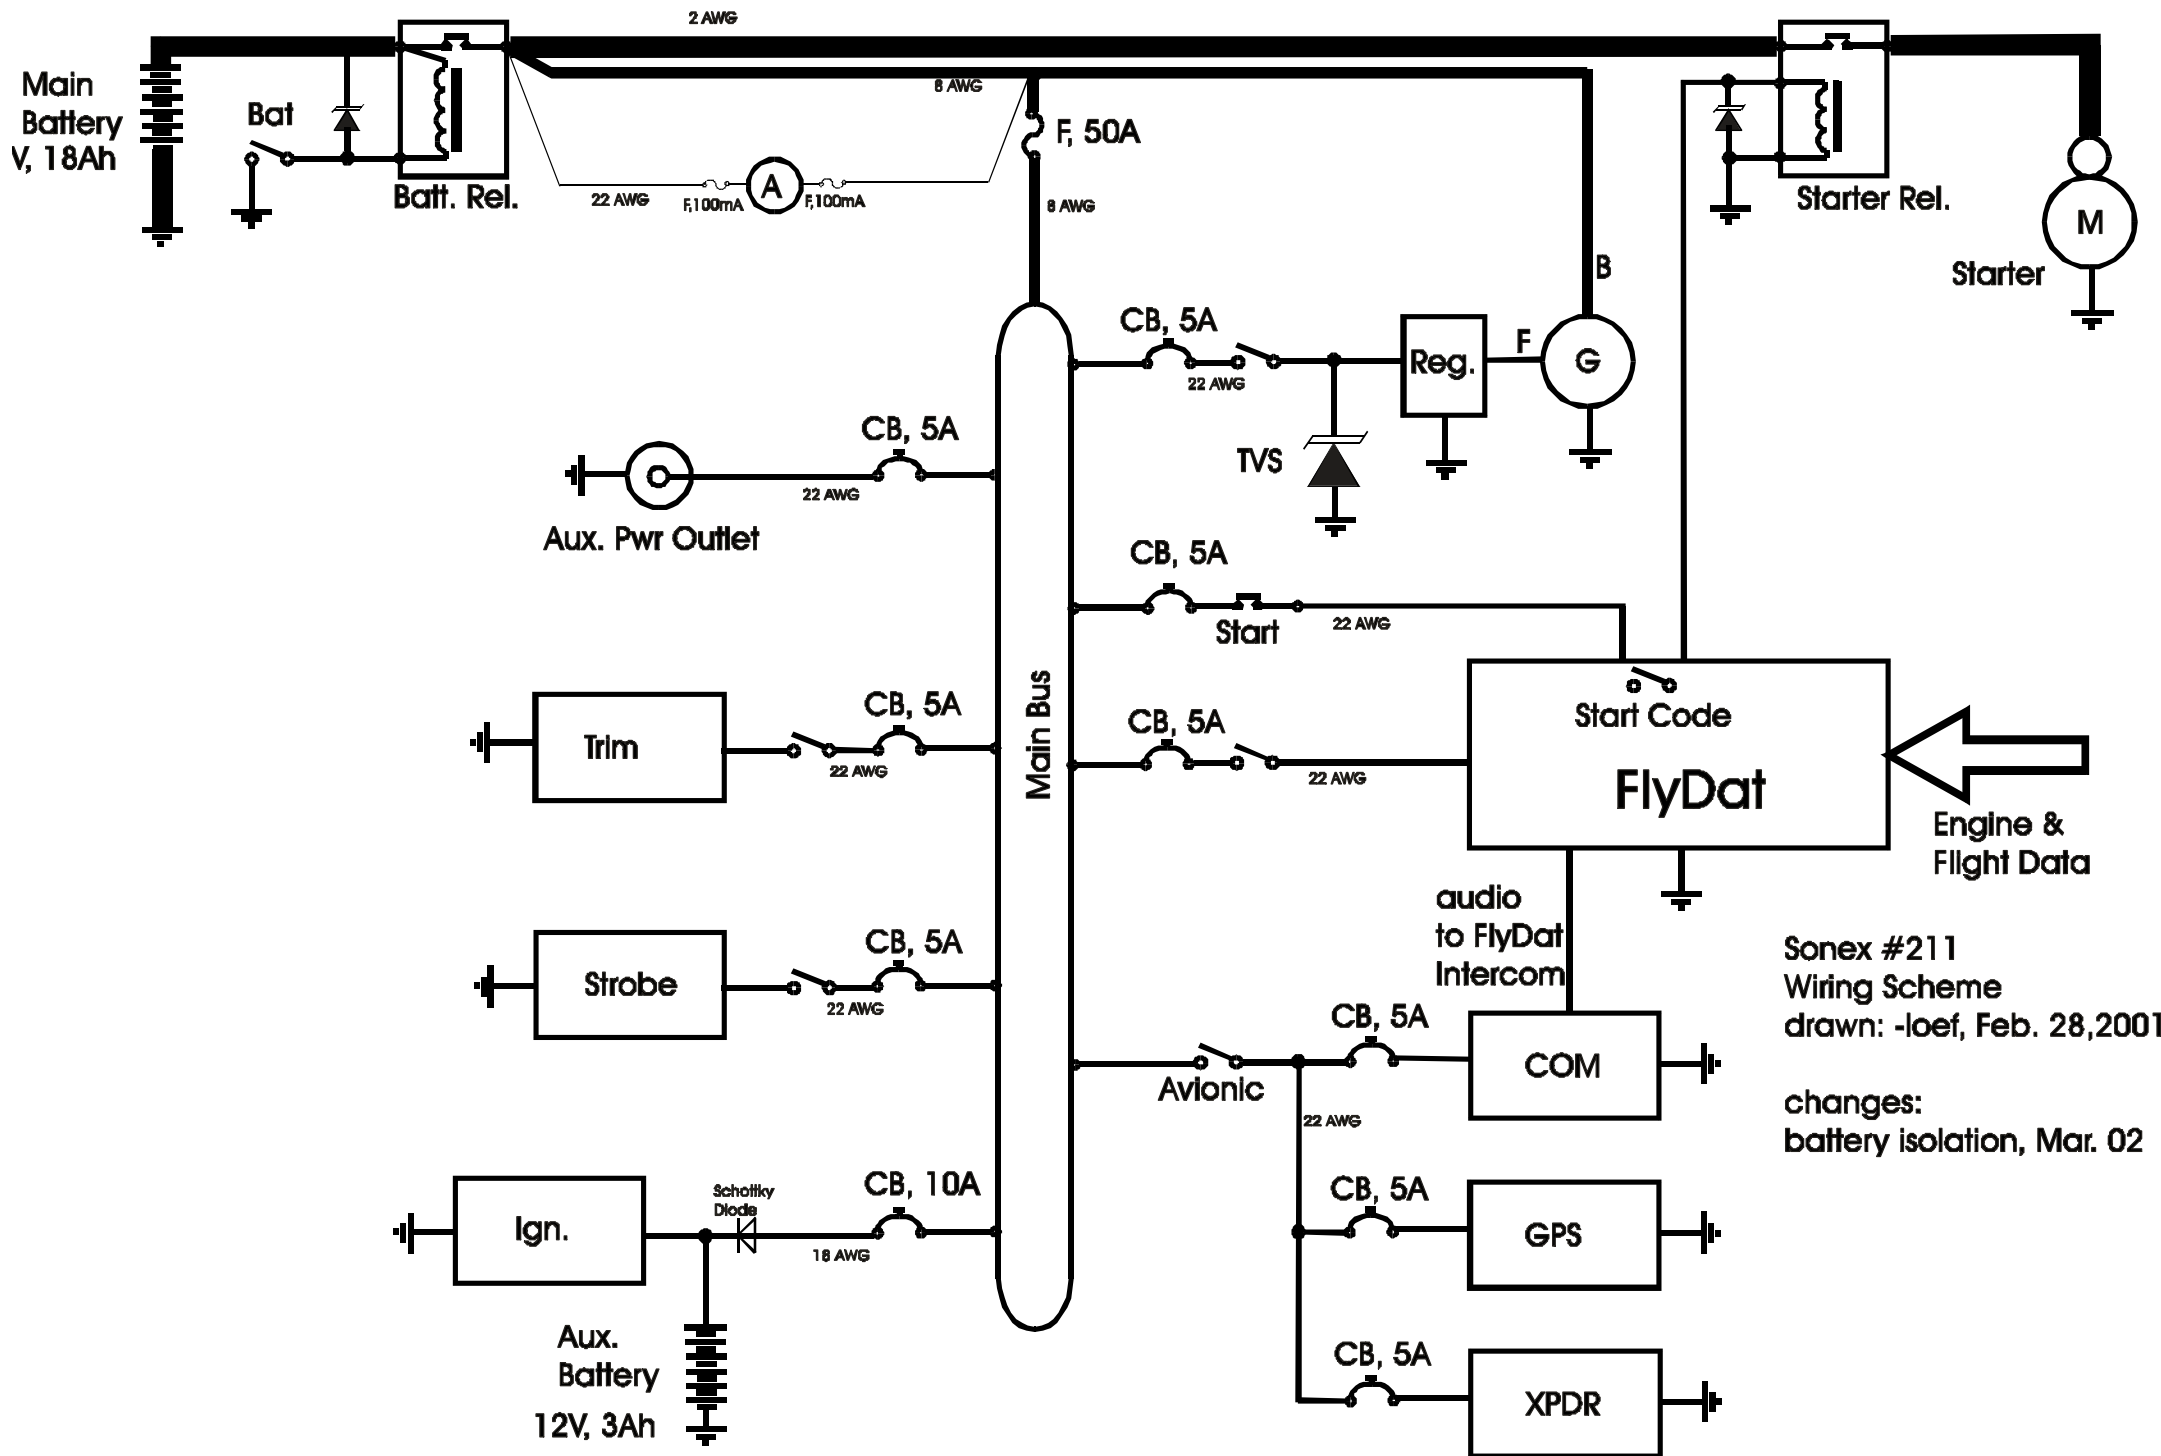 2 AWG
Main
Battery
V, 18Ah
Bat
Batt. Rel.
22 AWG
F,100mA
A
F,100mA
8 AWG
F, 50A
8 AWG
B
Starter Rel.
M
Starter
CB, 5A
22 AWG
Reg.
F
G
TVS
CB, 5A
22 AWG
Aux. Pwr Outlet
CB, 5A
Start
22 AWG
Main Bus
Trim
CB, 5A
22 AWG
CB, 5A
22 AWG
Start Code
FlyDat
Engine &
Flight Data
audio
to FlyDat
Intercom
Strobe
CB, 5A
22 AWG
Avionic
CB, 5A
COM
22 AWG
Sonex #211
Wiring Scheme
drawn: -loef, Feb. 28,2001
changes:
battery isolation, Mar. 02
Ign.
Schottky
Diode
18 AWG
CB, 10A
CB, 5A
GPS
Aux.
Battery
12V, 3Ah
CB, 5A
XPDR